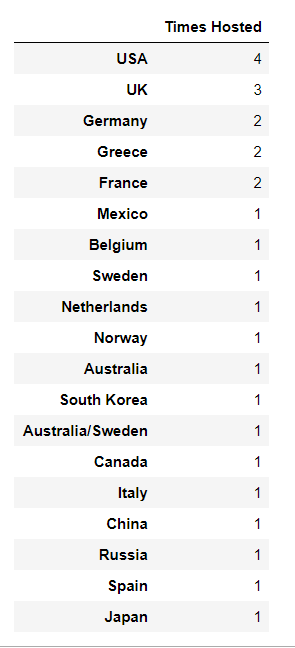 Times Hosted
USA 4
UK 3
Germany 2
Greece 2
France 2
Mexico 1
Belgium 1
Sweden 1
Netherlands 1
Norway 1
Australia 1
South Korea 1
Australia/Sweden 1
Canada 1
Italy 1
China 1
Russia 1
Spain 1
Japan 1